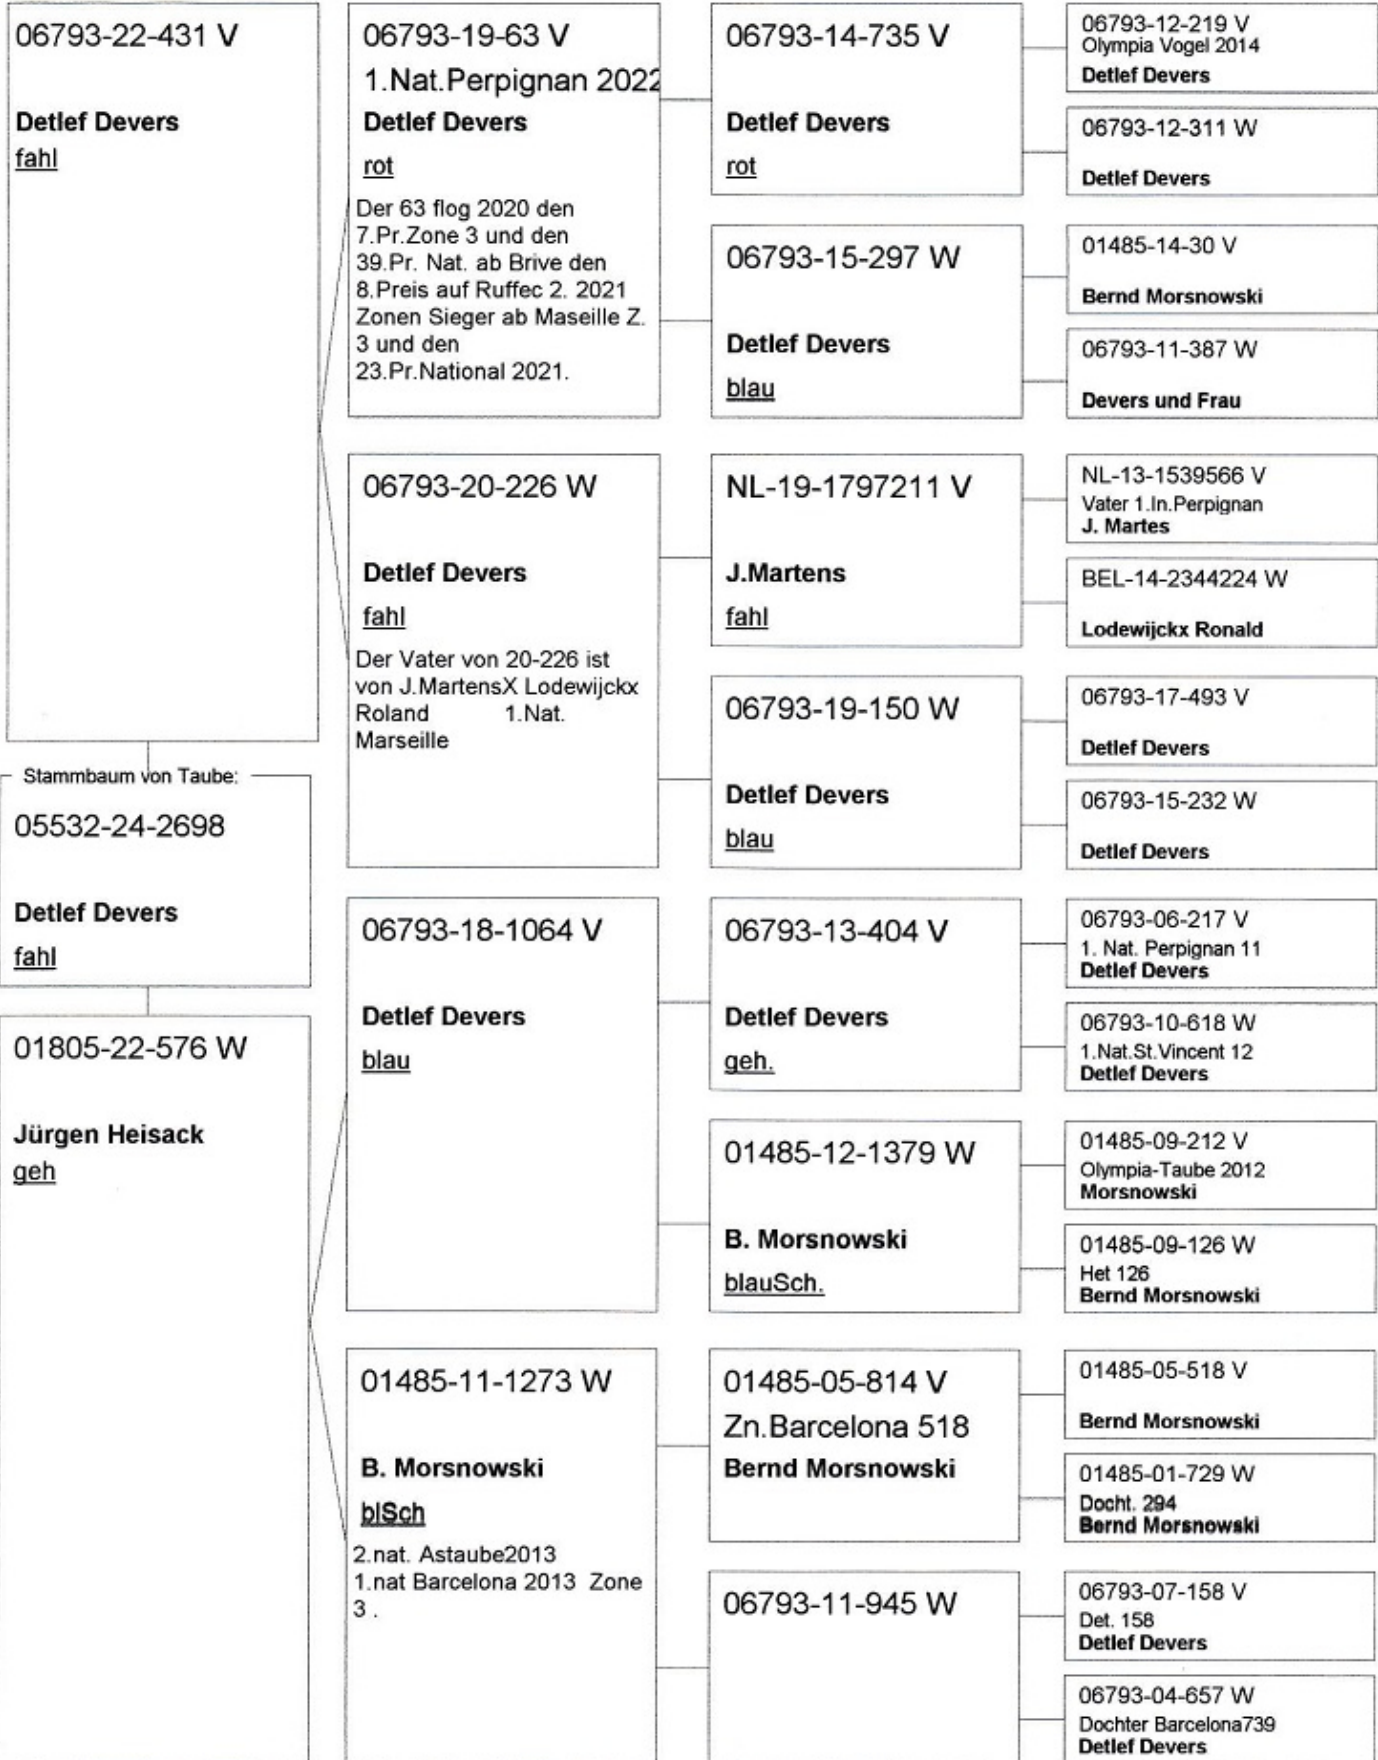 06793-22-431 V
Detlef Devers
fahl
Stammbaum von Taube:
05532-24-2698
Detlef Devers
fahl
01805-22-576 W
Jürgen Heisack
geh
06793-19-63 V
1.Nat.Perpignan 2022
Detlef Devers
rot
Der 63 flog 2020 den
7.Pr.Zone 3 und den
39.Pr. Nat. ab Brive den
8.Preis auf Ruffec 2. 2021
Zonen Sieger ab Maseille Z.
3 und den
23.Pr.National 2021.
06793-20-226 W
Detlef Devers
fahl
Der Vater von 20-226 ist
von J.MartensX Lodewijckx
Roland 1.Nat.
Marseille
06793-18-1064 V
Detlef Devers
blau
01485-11-1273 W
B. Morsnowski
blSch
2.nat. Astaube2013
1.nat Barcelona 2013 Zone
3 .
06793-14-735 V
Detlef Devers
rot
06793-15-297 W
Detlef Devers
blau
NL-19-1797211 V
J.Martens
fahl
06793-19-150 W
Detlef Devers
blau
06793-13-404 V
Detlef Devers
geh.
01485-12-1379 W
B. Morsnowski
blauSch.
01485-05-814 V
Zn.Barcelona 518
Bernd Morsnowski
06793-11-945 W
06793-12-219 V
Olympia Vogel 2014
Detlef Devers
06793-12-311 W
Detlef Devers
01485-14-30 V
Bernd Morsnowski
06793-11-387 W
Devers und Frau
NL-13-1539566 V
Vater 1.In.Perpignan
J. Martes
BEL-14-2344224 W
Lodewijckx Ronald
06793-17-493 V
Detlef Devers
06793-15-232 W
Detlef Devers
06793-06-217 V
1. Nat. Perpignan 11
Detlef Devers
06793-10-618 W
1.Nat.St.Vincent 12
Detlef Devers
01485-09-212 V
Olympia-Taube 2012
Morsnowski
01485-09-126 W
Het 126
Bernd Morsnowski
01485-05-518 V
Bernd Morsnowski
01485-01-729 W
Docht. 294
Bernd Morsnowski
06793-07-158 V
Det. 158
Detlef Devers
06793-04-657 W
Dochter Barcelona739
Detlef Devers